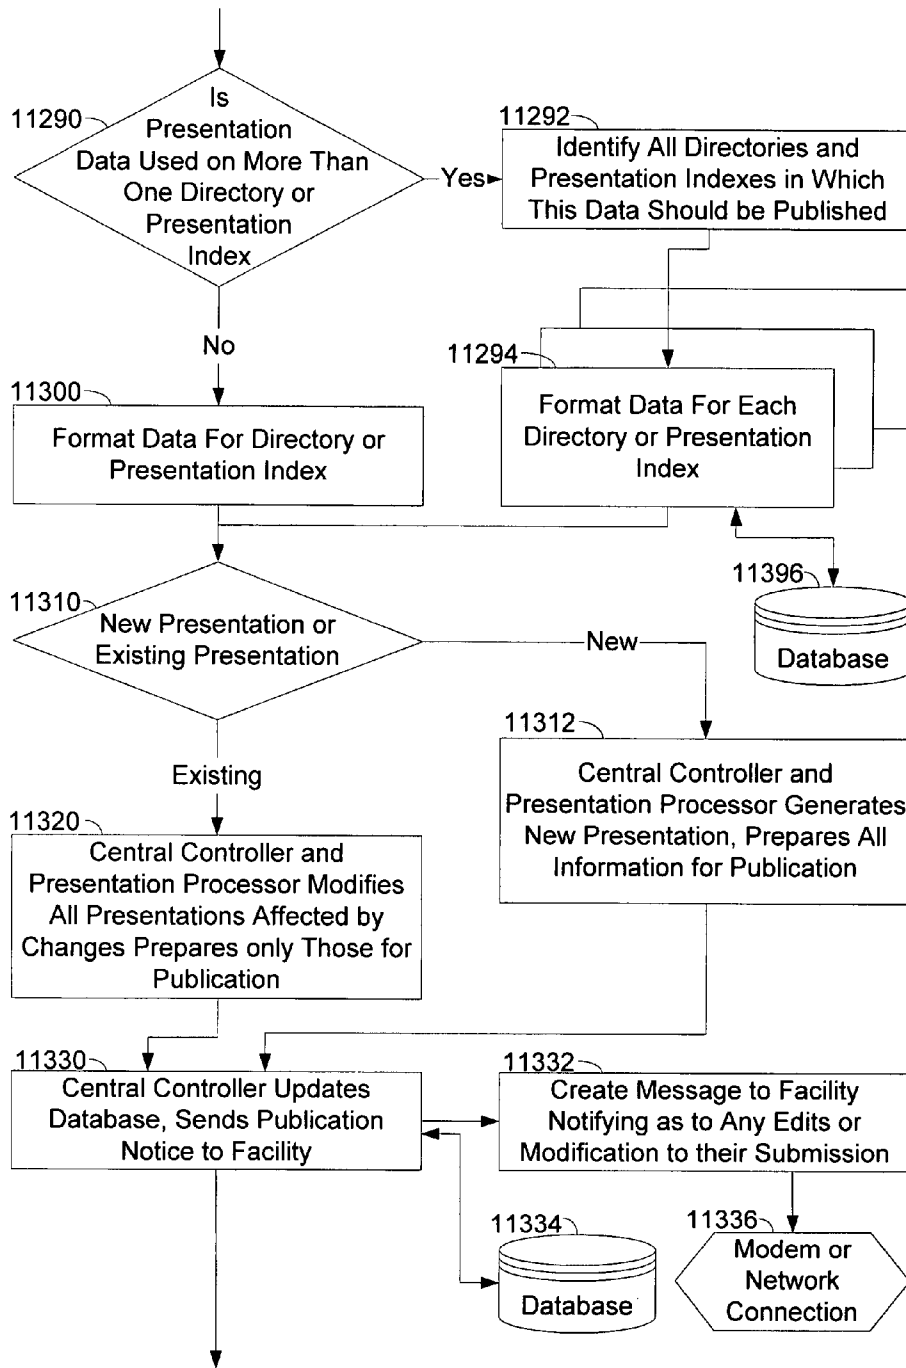 11290
Is
Presentation
Data Used on More Than
One Directory or
Presentation
Index
Yes
11292
Identify All Directories and
Presentation Indexes in Which
This Data Should be Published
No
11294
Format Data For Each
Directory or Presentation
Index
11300
Format Data For Directory or
Presentation Index
11396
Database
11310
New Presentation or
Existing Presentation
New
11312
Central Controller and
Presentation Processor Generates
New Presentation, Prepares All
Information for Publication
Existing
11320
Central Controller and
Presentation Processor Modifies
All Presentations Affected by
Changes Prepares only Those for
Publication
11330
Central Controller Updates
Database, Sends Publication
Notice to Facility
11332
Create Message to Facility
Notifying as to Any Edits or
Modification to their Submission
11334
Database
11336
Modem or
Network
Connection